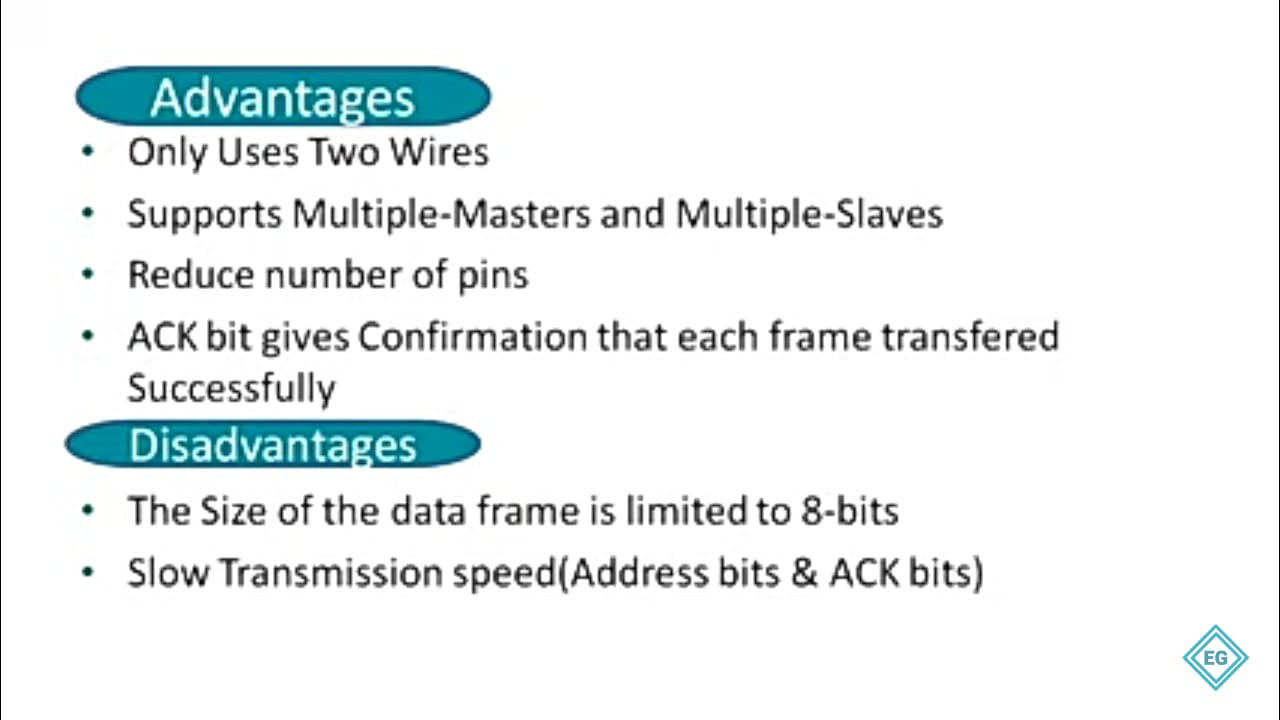 Advantages
• Only Uses Two Wires
• Supports Multiple-Masters and Multiple-Slaves
• Reduce number of pins
• ACK bit gives Confirmation that each frame transfered
Successfully
Disadvantages
• The Size of the data frame is limited to 8-bits
• Slow Transmission speed(Address bits & ACK bits)
EG